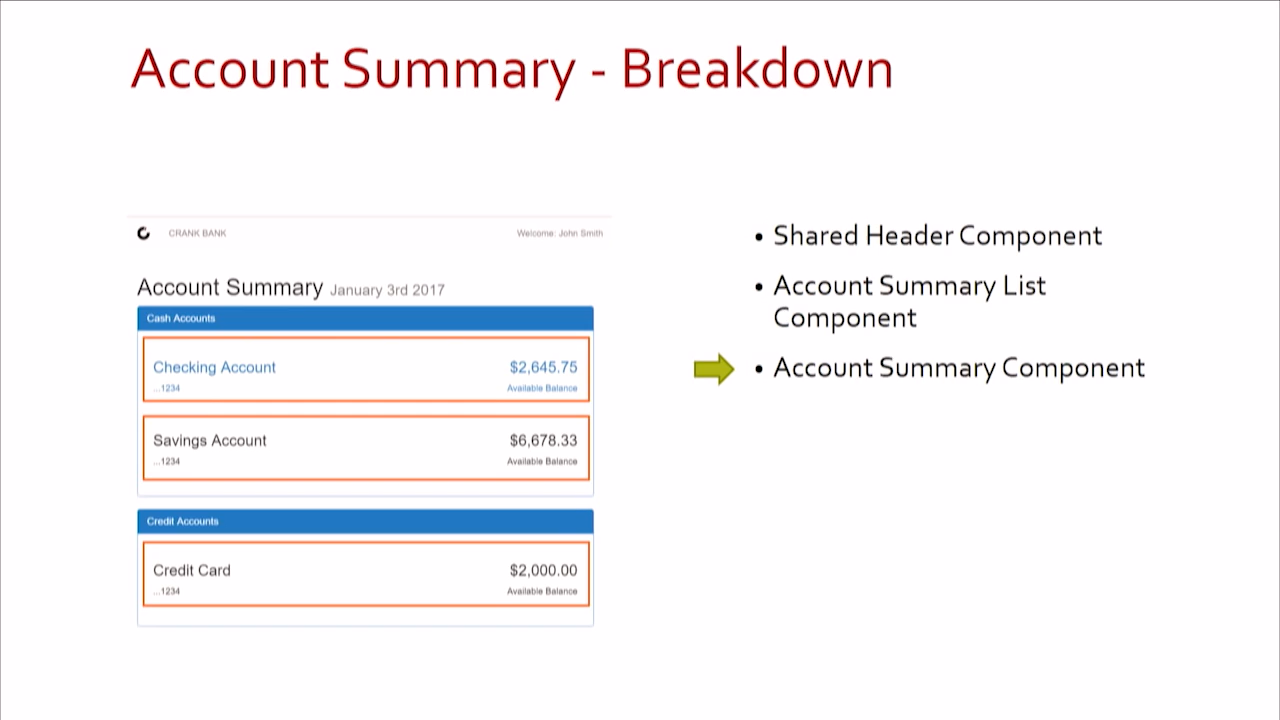 Account Summary - Breakdown
CRANK BANK
Welcome: John Smith
Account Summary January 3rd 2017
Cash Accounts
Checking Account
$2,645.75
...1234
Available Balance
Savings Account
$6,678.33
...1234
Available Balance
Credit Accounts
Credit Card
$2,000.00
...1234
Available Balance
• Shared Header Component
• Account Summary List
Component
• Account Summary Component